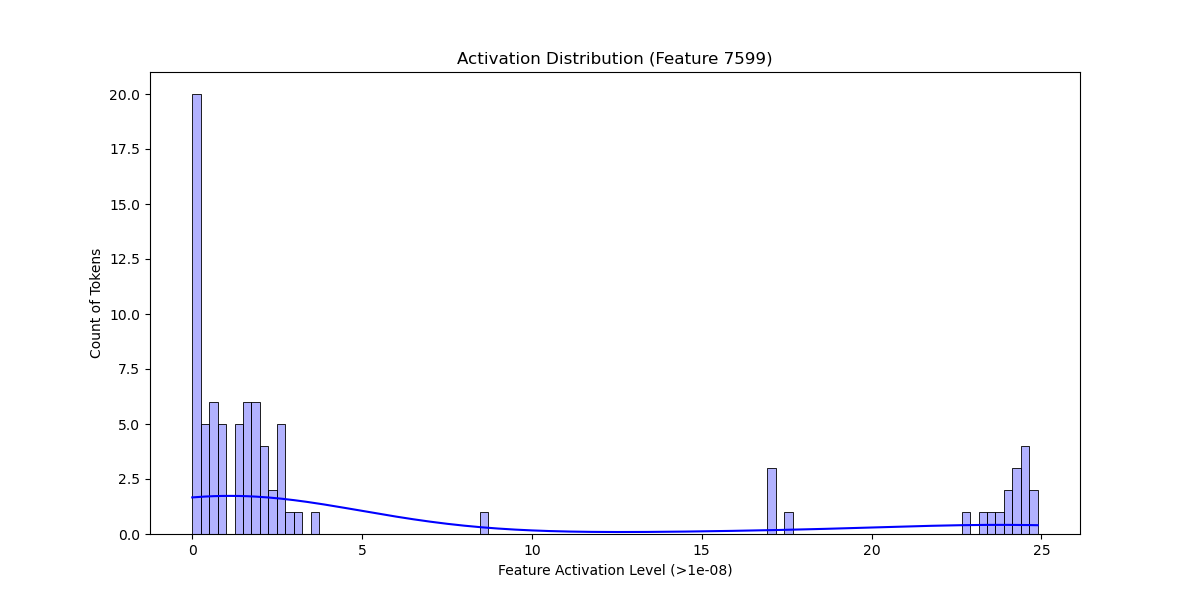 Activation Distribution (Feature 7599)
20.0
17.5
15.0
12.5
10.0
7.5
5.0
2.5
0.0
Count of Tokens
0 5 10 15 20 25
Feature Activation Level (>1e-08)